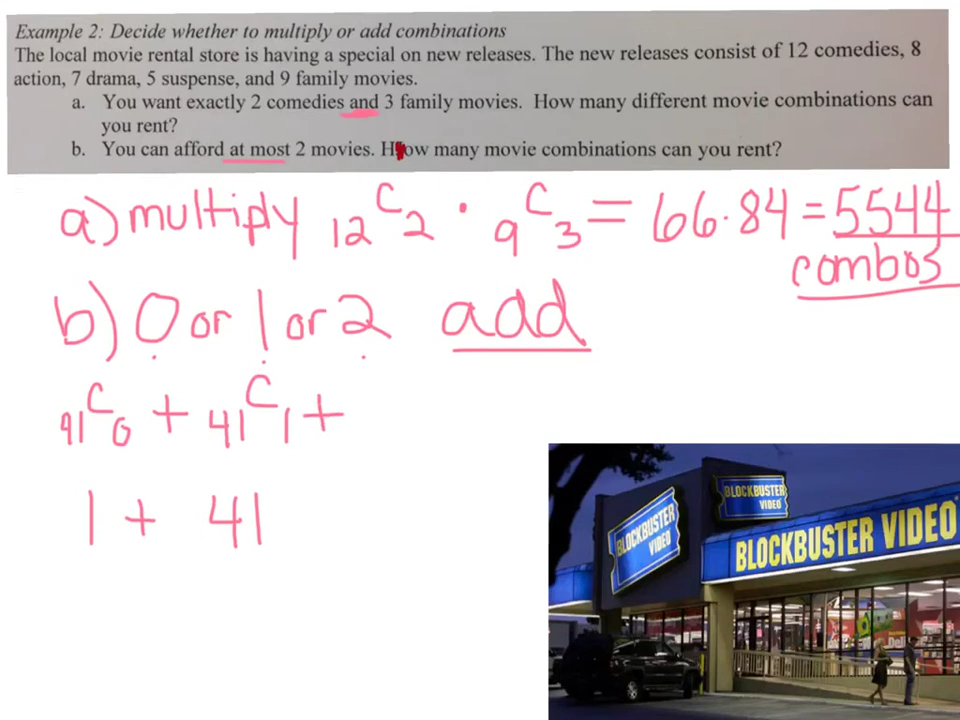 Example 2: Decide whether to multiply or add combinations
The local movie rental store is having a special on new releases. The new releases consist of 12 comedies, 8
action, 7 drama, 5 suspense, and 9 family movies.
a. You want exactly 2 comedies and 3 family movies. How many different movie combinations can
you rent?
b. You can afford at most 2 movies. How many movie combinations can you rent?
a) multiply 12C2 · 9C3 = 66·84 = 5544
combos
b) 0 or 1 or 2 add
91C0 + 41C1 +
1 + 41
BLOCKBUSTER
VIDEO
BLOCKBUSTER
VIDEO
BLOCKBUSTER VIDEO